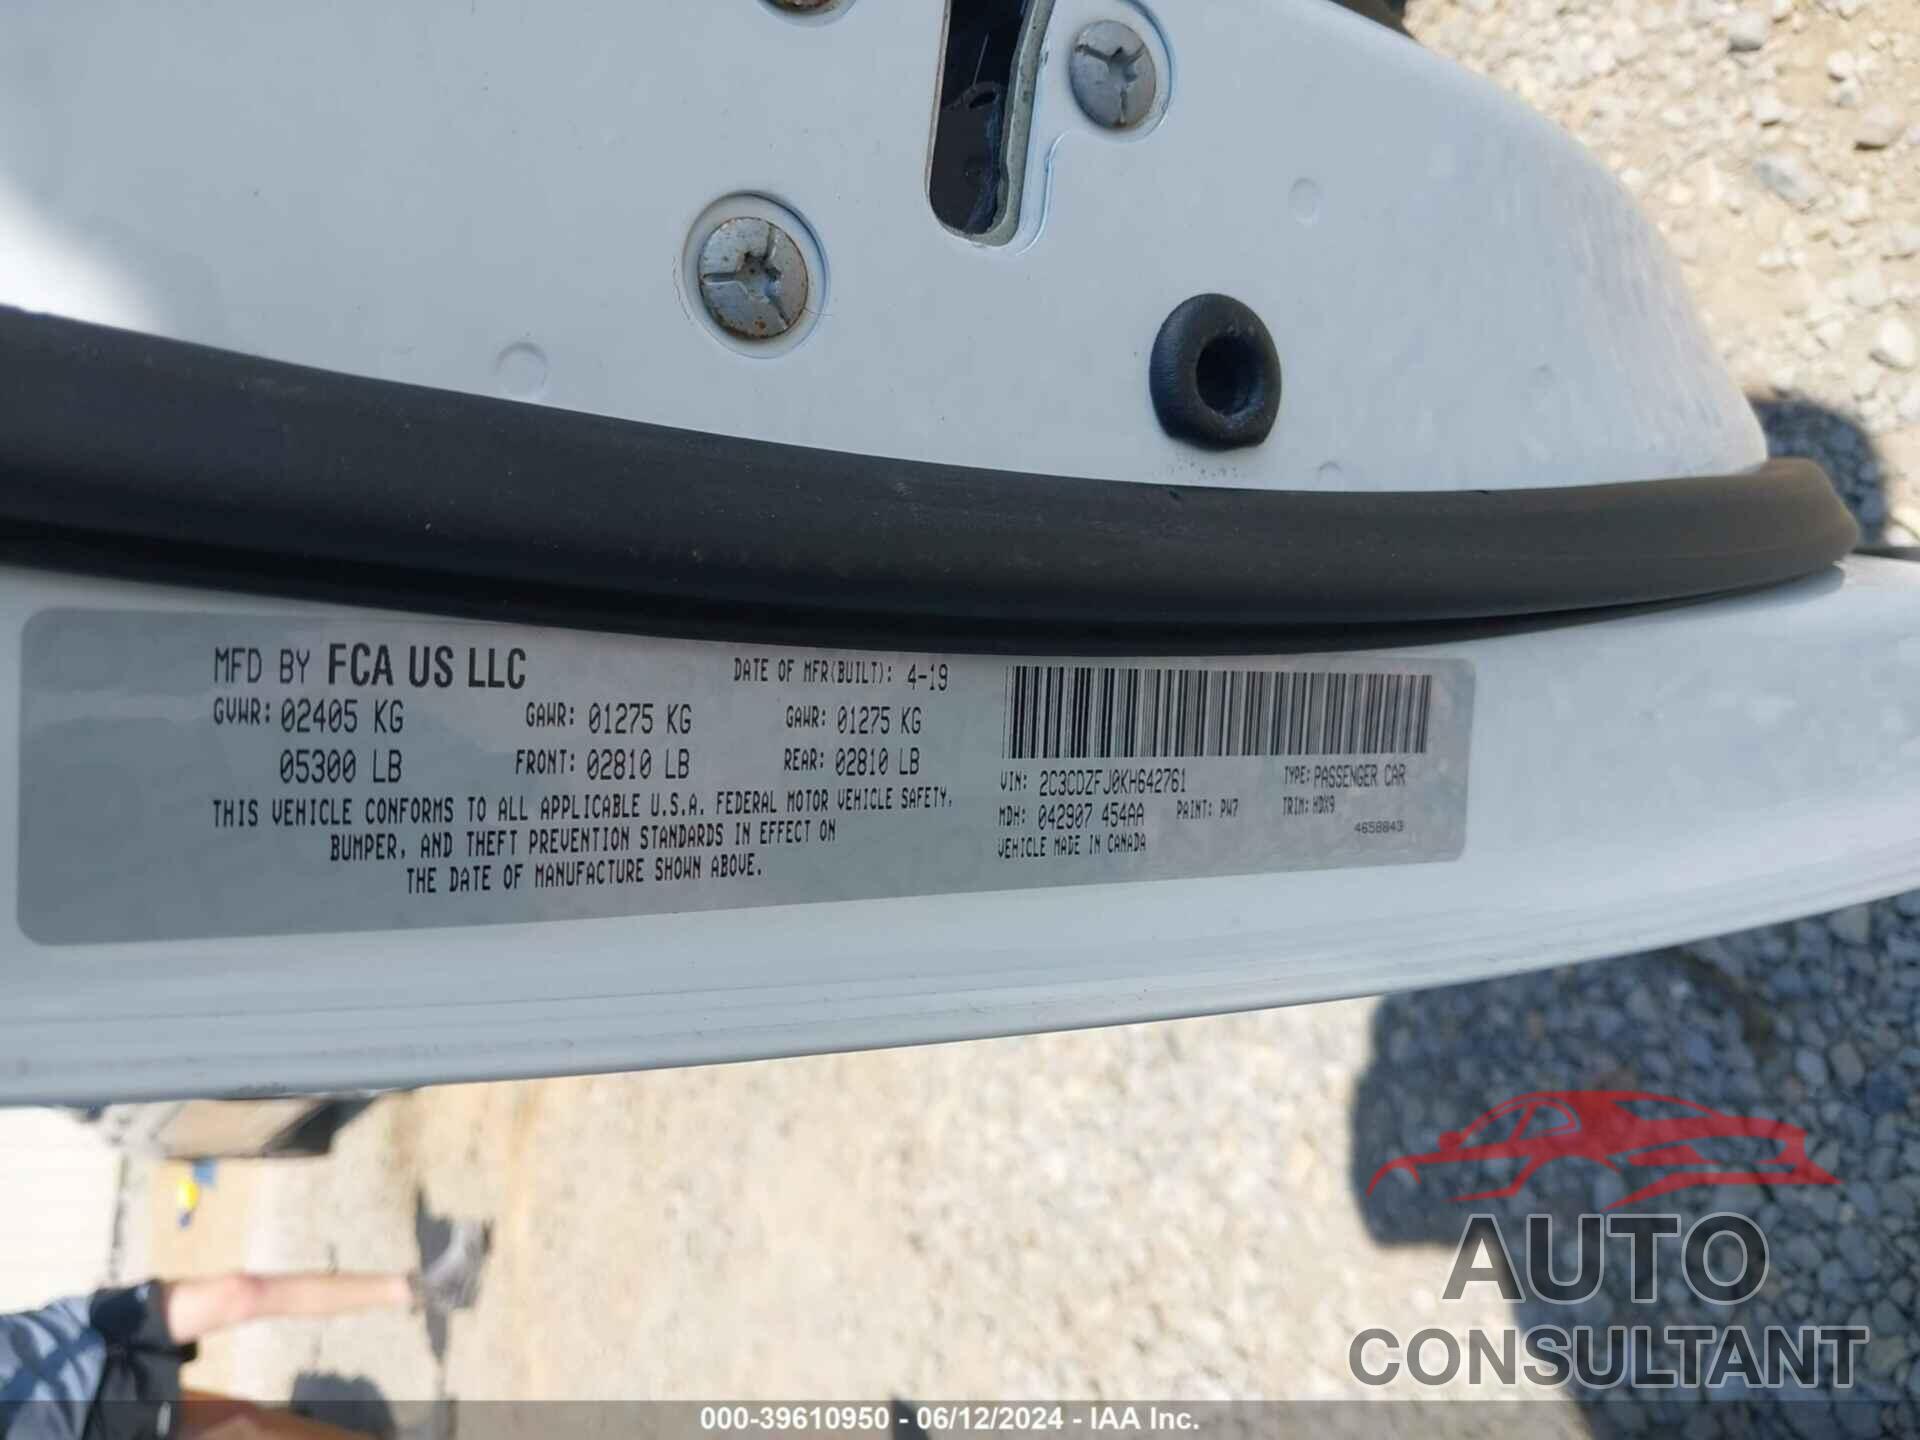 MFD BY FCA US LLC DATE OF MFR(BUILT): 4-19
GVWR: 02405 KG GAWR: 01275 KG GAWR: 01275 KG
05300 LB FRONT: 02810 LB REAR: 02810 LB
THIS VEHICLE CONFORMS TO ALL APPLICABLE U.S.A. FEDERAL MOTOR VEHICLE SAFETY,
BUMPER, AND THEFT PREVENTION STANDARDS IN EFFECT ON
THE DATE OF MANUFACTURE SHOWN ABOVE.
VIN: 2C3CDZFJ0KH642761 TYPE: PASSENGER CAR
MDH: 042907 454AA PAINT: PW7 TRIM: HDX9
VEHICLE MADE IN CANADA 4658843
AUTO
CONSULTANT
000-39610950 - 06/12/2024 - IAA Inc.